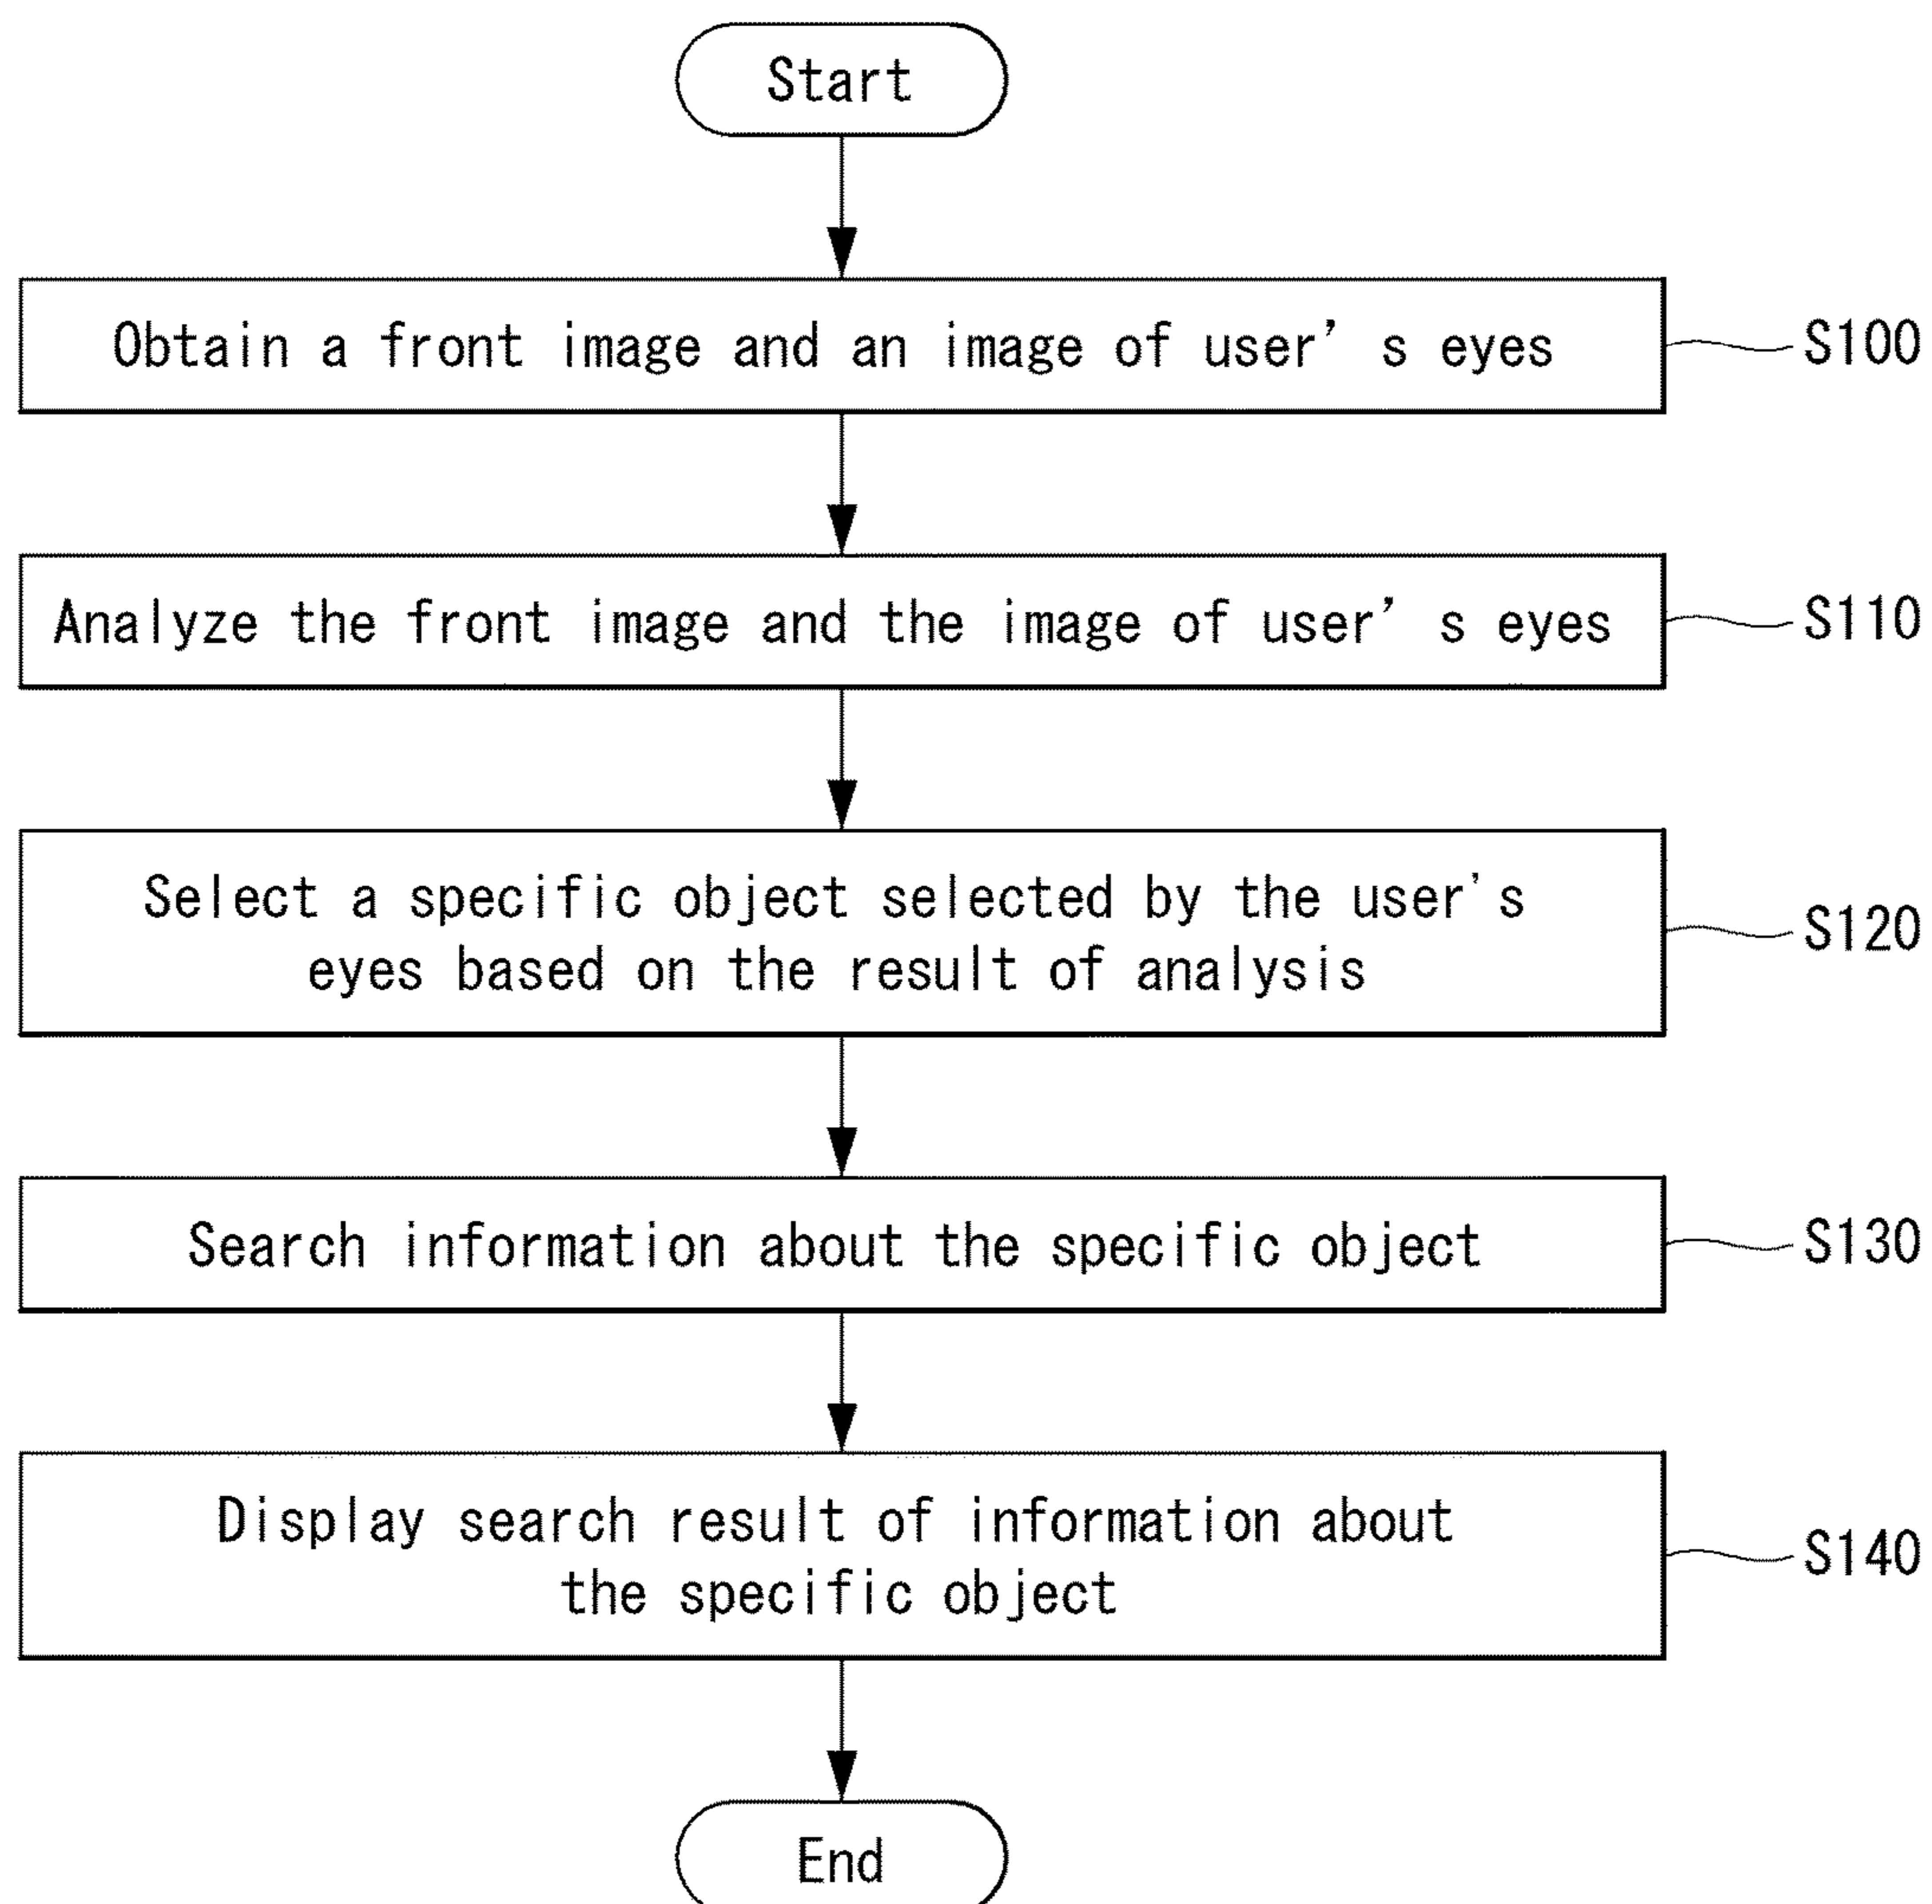 Start
Obtain a front image and an image of user's eyes
S100
Analyze the front image and the image of user's eyes
S110
Select a specific object selected by the user's
eyes based on the result of analysis
S120
Search information about the specific object
S130
Display search result of information about
the specific object
S140
End